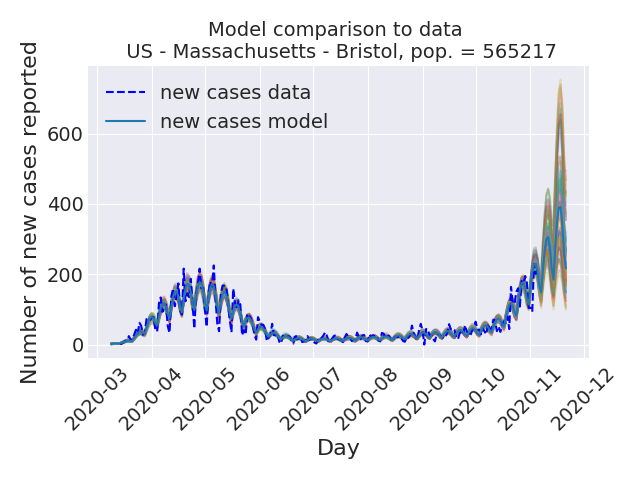 Model comparison to data
US - Massachusetts - Bristol, pop. = 565217
Number of new cases reported
new cases data
new cases model
600
400
200
0
2020-03
2020-04
2020-05
2020-06
2020-07
2020-08
2020-09
2020-10
2020-11
2020-12
Day